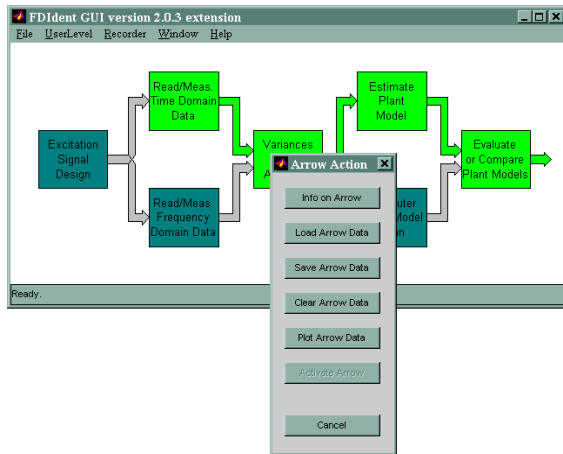 FDIdent GUI version 2.0.3 extension
File UserLevel Recorder Window Help
Read/Meas.
Time Domain
Data
Estimate
Plant
Model
Excitation
Signal
Design
Variances
Evaluate
or Compare
Plant Models
Read/Meas.
Frequency
Domain Data
Model
Arrow Action
Info on Arrow
Load Arrow Data
Save Arrow Data
Clear Arrow Data
Plot Arrow Data
Activate Arrow
Cancel
Ready.